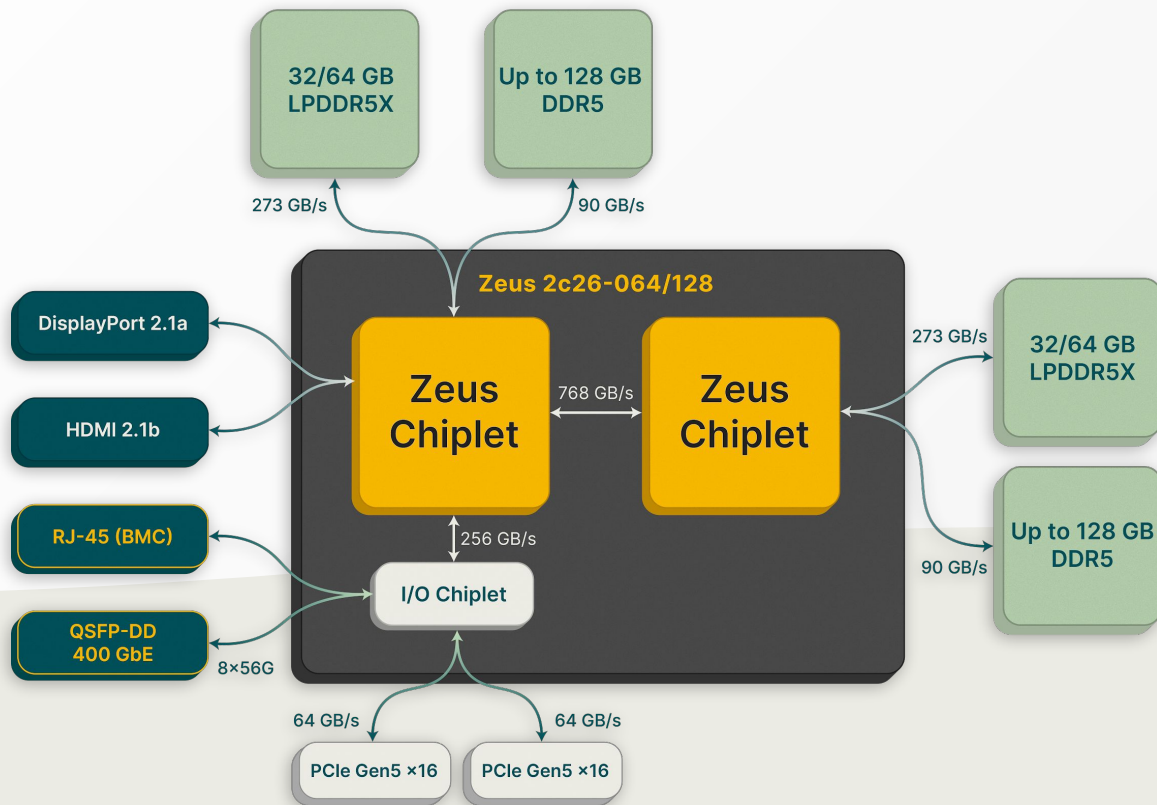 32/64 GB
LPDDR5X
Up to 128 GB
DDR5
273 GB/s
90 GB/s
Zeus 2c26-064/128
DisplayPort 2.1a
HDMI 2.1b
RJ-45 (BMC)
QSFP-DD
400 GbE
8×56G
Zeus
Chiplet
768 GB/s
Zeus
Chiplet
256 GB/s
I/O Chiplet
273 GB/s
32/64 GB
LPDDR5X
90 GB/s
Up to 128 GB
DDR5
64 GB/s
64 GB/s
PCIe Gen5 ×16
PCIe Gen5 ×16